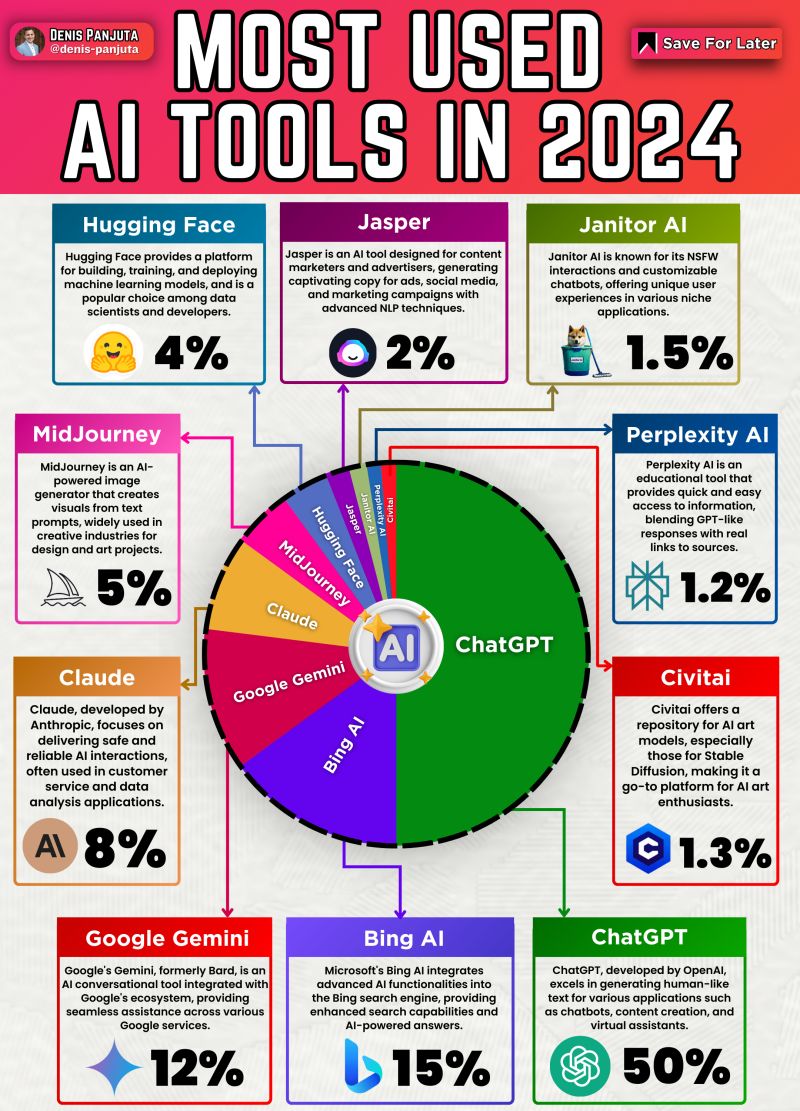 DENIS PANJUTA
@denis-panjuta
Save For Later
MOST USED
AI TOOLS IN 2024
Hugging Face
Hugging Face provides a platform
for building, training, and deploying
machine learning models, and is a
popular choice among data
scientists and developers.
4%
Jasper
Jasper is an AI tool designed for content
marketers and advertisers, generating
captivating copy for ads, social media,
and marketing campaigns with
advanced NLP techniques.
2%
Janitor AI
Janitor AI is known for its NSFW
interactions and customizable
chatbots, offering unique user
experiences in various niche
applications.
1.5%
MidJourney
MidJourney is an AI-
powered image
generator that creates
visuals from text
prompts, widely used in
creative industries for
design and art projects.
5%
Perplexity AI
Perplexity AI is an
educational tool that
provides quick and easy
access to information,
blending GPT-like
responses with real
links to sources.
1.2%
Claude
Claude, developed by
Anthropic, focuses on
delivering safe and
reliable AI interactions,
often used in customer
service and data
analysis applications.
8%
Civitai
Civitai offers a
repository for AI art
models, especially
those for Stable
Diffusion, making it a
go-to platform for AI art
enthusiasts.
1.3%
ChatGPT
Bing AI
Google Gemini
Claude
MidJourney
Hugging Face
Jasper
Janitor AI
Perplexity AI
Civitai
AI
Google Gemini
Google's Gemini, formerly Bard, is an
AI conversational tool integrated with
Google's ecosystem, providing
seamless assistance across various
Google services.
12%
Bing AI
Microsoft's Bing AI integrates
advanced AI functionalities into
the Bing search engine, providing
enhanced search capabilities and
AI-powered answers.
15%
ChatGPT
ChatGPT, developed by OpenAI,
excels in generating human-like
text for various applications such
as chatbots, content creation, and
virtual assistants.
50%